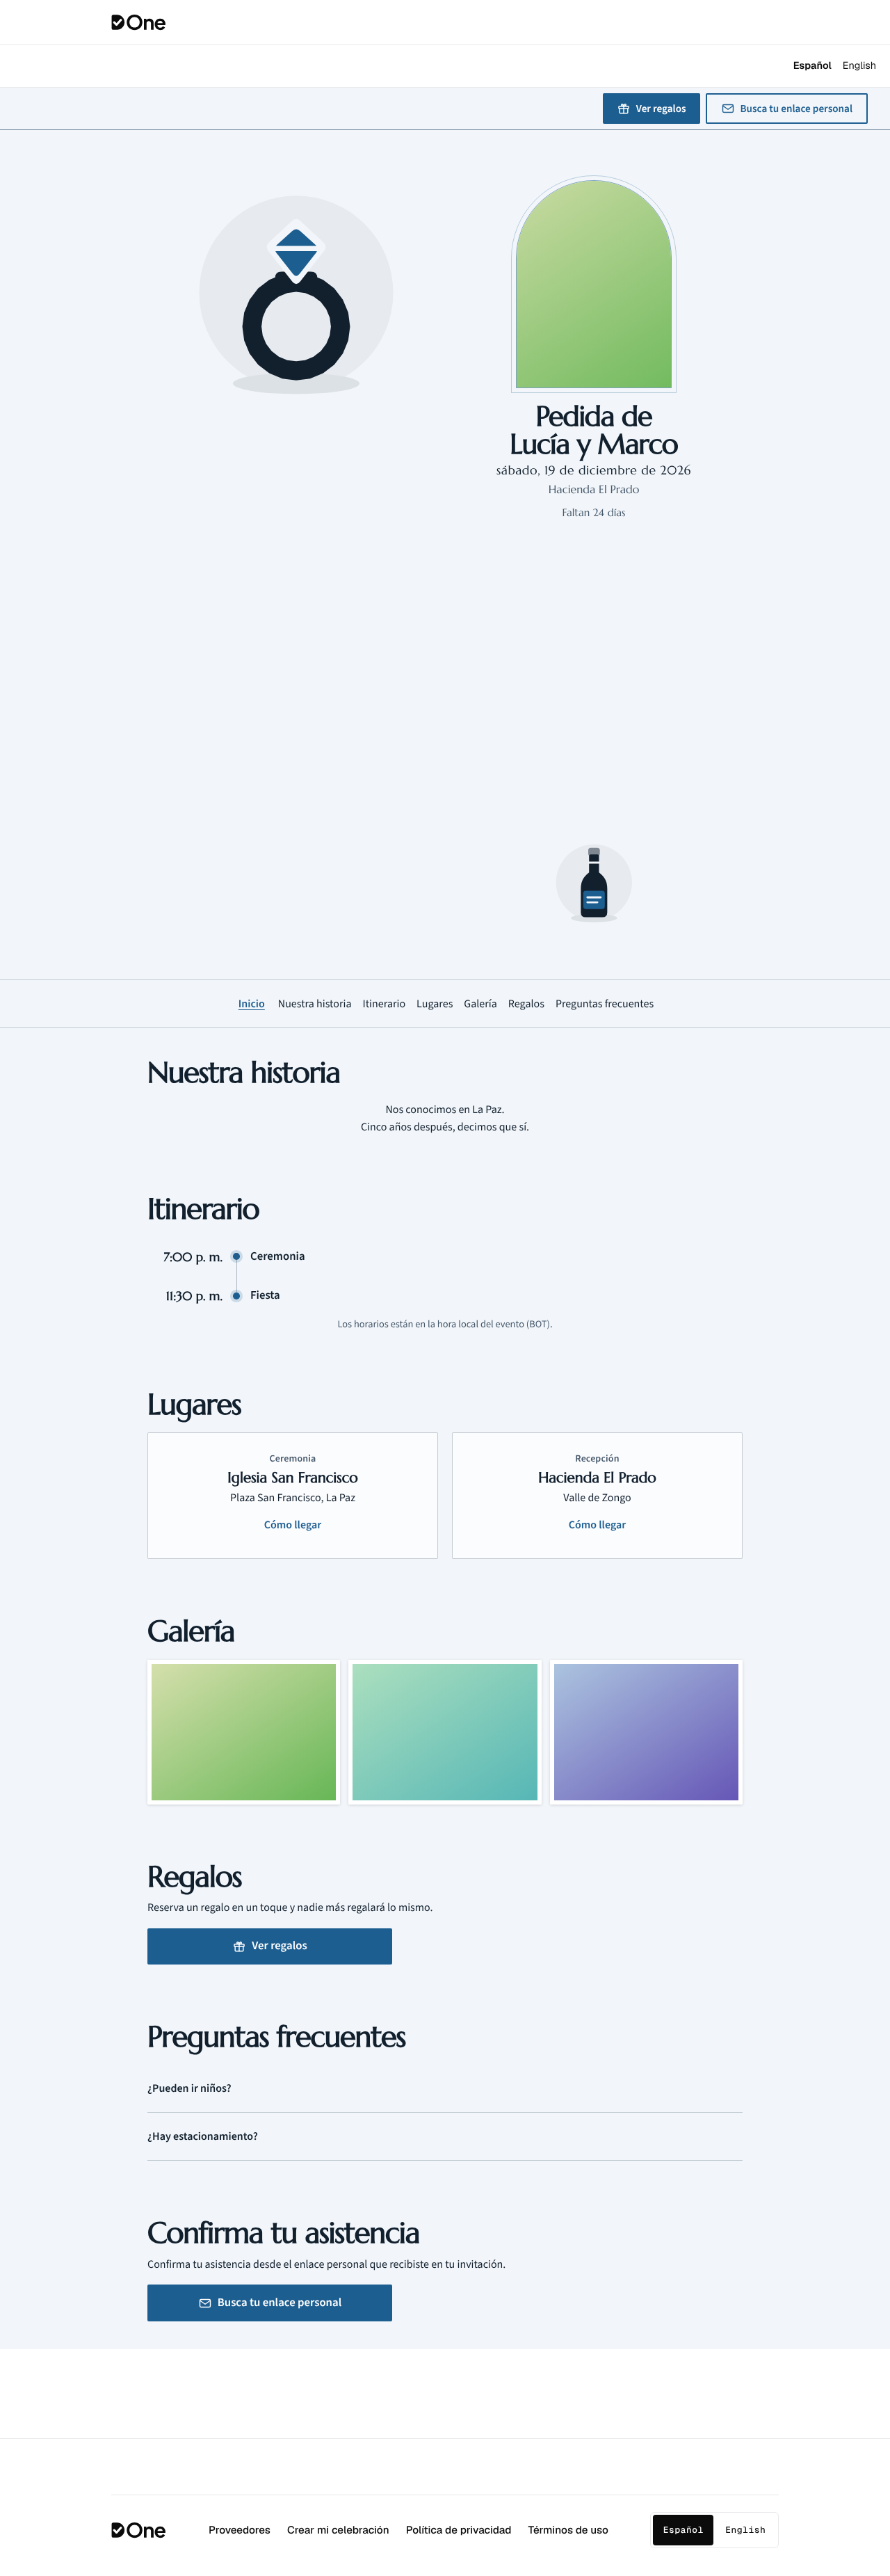 One
Español English
Ver regalos Busca tu enlace personal
Pedida de
Lucía y Marco
sábado, 19 de diciembre de 2026
Hacienda El Prado
Faltan 24 días
Inicio Nuestra historia Itinerario Lugares Galería Regalos Preguntas frecuentes
Nuestra historia
Nos conocimos en La Paz.
Cinco años después, decimos que sí.
Itinerario
7:00 p. m. Ceremonia
11:30 p. m. Fiesta
Los horarios están en la hora local del evento (BOT).
Lugares
Ceremonia
Iglesia San Francisco
Plaza San Francisco, La Paz
Cómo llegar
Recepción
Hacienda El Prado
Valle de Zongo
Cómo llegar
Galería
Regalos
Reserva un regalo en un toque y nadie más regalará lo mismo.
Ver regalos
Preguntas frecuentes
¿Pueden ir niños?
¿Hay estacionamiento?
Confirma tu asistencia
Confirma tu asistencia desde el enlace personal que recibiste en tu invitación.
Busca tu enlace personal
One Proveedores Crear mi celebración Política de privacidad Términos de uso Español English